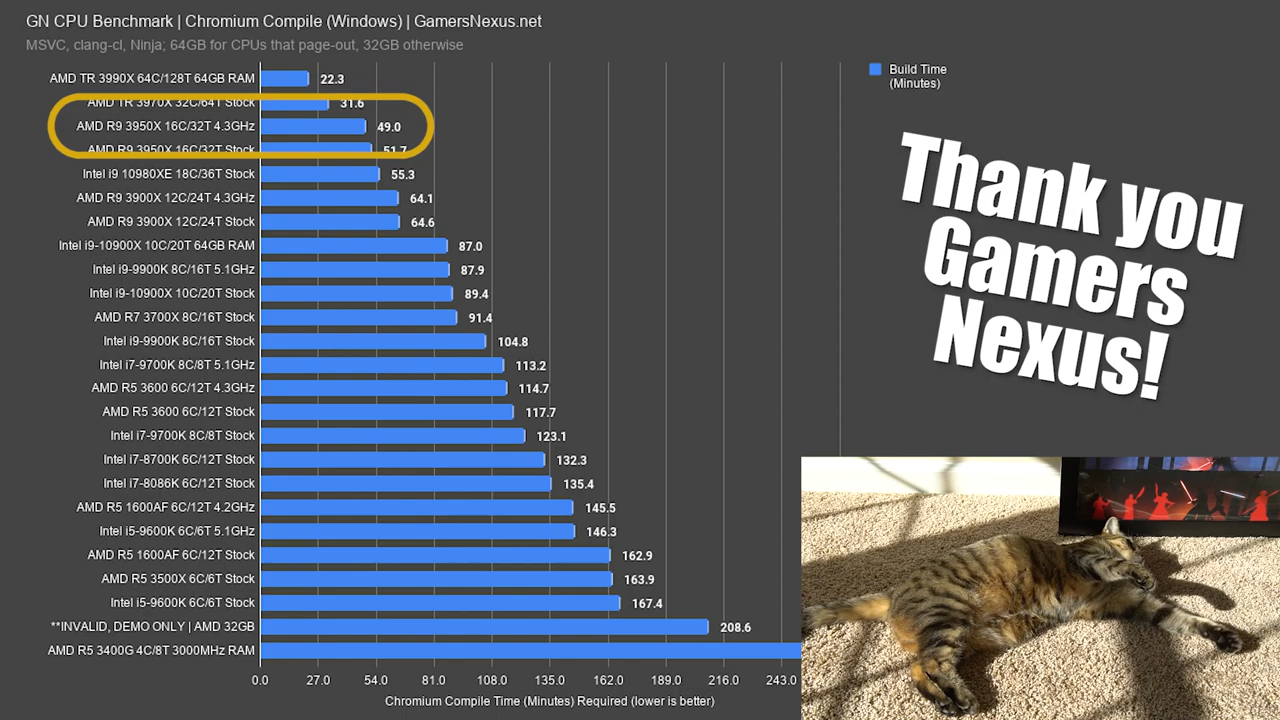 GN CPU Benchmark | Chromium Compile (Windows) | GamersNexus.net
MSVC, clang-cl, Ninja; 64GB for CPUs that page-out, 32GB otherwise
AMD TR 3990X 64C/128T 64GB RAM 22.3
AMD TR 3970X 32C/64T Stock 31.6
AMD R9 3950X 16C/32T 4.3GHz 49.0
AMD R9 3950X 16C/32T Stock 51.7
Intel i9 10980XE 18C/36T Stock 55.3
AMD R9 3900X 12C/24T 4.3GHz 64.1
AMD R9 3900X 12C/24T Stock 64.6
Intel i9-10900X 10C/20T 64GB RAM 87.0
Intel i9-9900K 8C/16T 5.1GHz 87.9
Intel i9-10900X 10C/20T Stock 89.4
AMD R7 3700X 8C/16T Stock 91.4
Intel i9-9900K 8C/16T Stock 104.8
Intel i7-9700K 8C/8T 5.1GHz 113.2
AMD R5 3600 6C/12T 4.3GHz 114.7
AMD R5 3600 6C/12T Stock 117.7
Intel i7-9700K 8C/8T Stock 123.1
Intel i7-8700K 6C/12T Stock 132.3
Intel i7-8086K 6C/12T Stock 135.4
AMD R5 1600AF 6C/12T 4.2GHz 145.5
Intel i5-9600K 6C/6T 5.1GHz 146.3
AMD R5 1600AF 6C/12T Stock 162.9
AMD R5 3500X 6C/6T Stock 163.9
Intel i5-9600K 6C/6T Stock 167.4
**INVALID, DEMO ONLY | AMD 32GB 208.6
AMD R5 3400G 4C/8T 3000MHz RAM
0.0 27.0 54.0 81.0 108.0 135.0 162.0 189.0 216.0 243.0
Chromium Compile Time (Minutes) Required (lower is better)
Build Time
(Minutes)
Thank you
Gamers
Nexus!